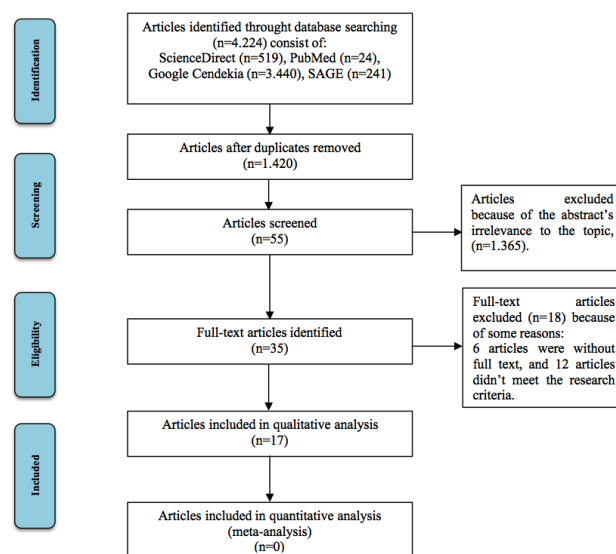 Articles identified throught database searching
(n=4.224) consist of:
ScienceDirect (n=519), PubMed (n=24),
Google Cendekia (n=3.440), SAGE (n=241)
Identification
Articles after duplicates removed
(n=1.420)
Screening
Articles screened
(n=55)
Articles excluded
because of the abstract's
irrelevance to the topic,
(n=1.365).
Eligibility
Full-text articles identified
(n=35)
Full-text articles
excluded (n=18) because
of some reasons:
6 articles were without
full text, and 12 articles
didn't meet the research
criteria.
Articles included in qualitative analysis
(n=17)
Included
Articles included in quantitative analysis
(meta-analysis)
(n=0)